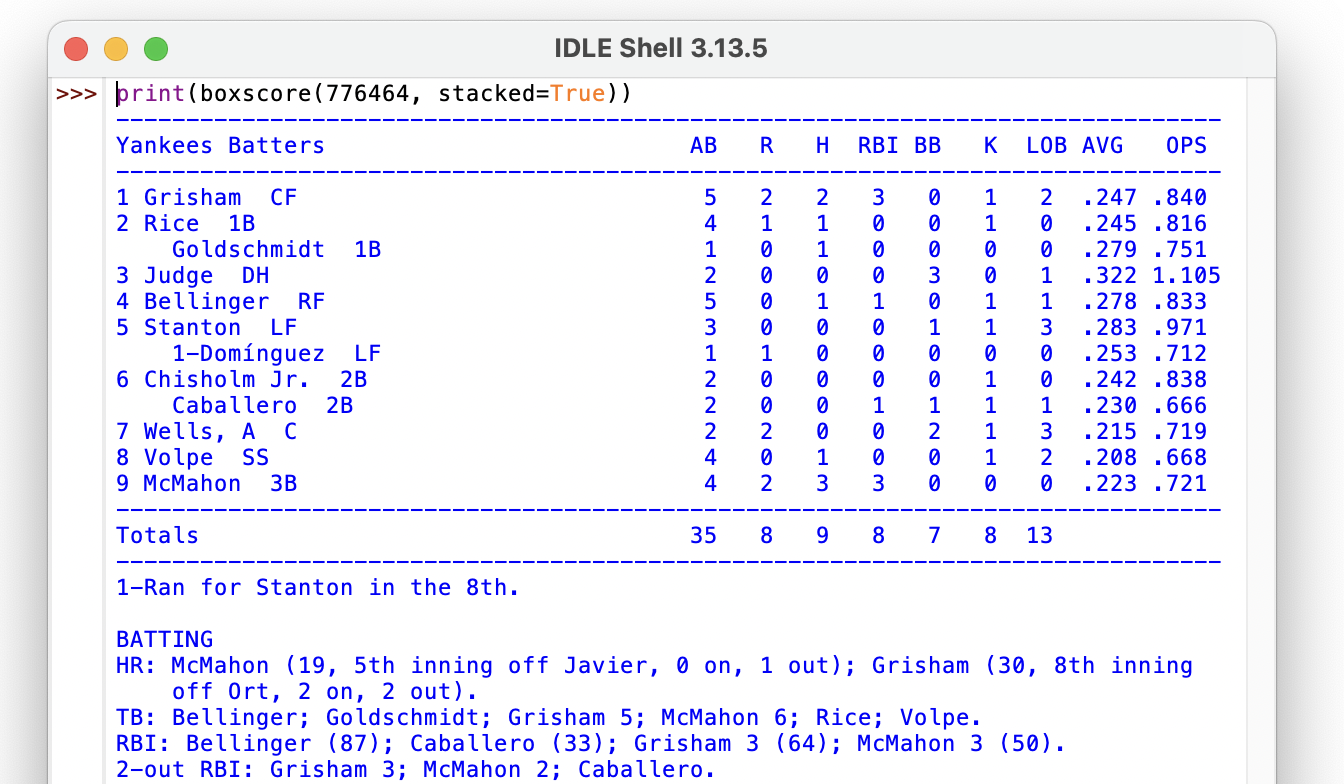 IDLE Shell 3.13.5
>>> print(boxscore(776464, stacked=True))
-------------------------------------------------------------------------------
Yankees Batters                          AB   R   H  RBI BB   K  LOB AVG   OPS
-------------------------------------------------------------------------------
1 Grisham  CF                             5   2   2   3   0   1   2  .247 .840
2 Rice  1B                                4   1   1   0   0   1   0  .245 .816
    Goldschmidt  1B                       1   0   1   0   0   0   0  .279 .751
3 Judge  DH                               2   0   0   0   3   0   1  .322 1.105
4 Bellinger  RF                           5   0   1   1   0   1   1  .278 .833
5 Stanton  LF                             3   0   0   0   1   1   3  .283 .971
    1-Domínguez  LF                       1   1   0   0   0   0   0  .253 .712
6 Chisholm Jr.  2B                        2   0   0   0   0   1   0  .242 .838
    Caballero  2B                         2   0   0   1   1   1   1  .230 .666
7 Wells, A  C                             2   2   0   0   2   1   3  .215 .719
8 Volpe  SS                               4   0   1   0   0   1   2  .208 .668
9 McMahon  3B                             4   2   3   3   0   0   0  .223 .721
-------------------------------------------------------------------------------
Totals                                   35   8   9   8   7   8  13
-------------------------------------------------------------------------------
1-Ran for Stanton in the 8th.

BATTING
HR: McMahon (19, 5th inning off Javier, 0 on, 1 out); Grisham (30, 8th inning
    off Ort, 2 on, 2 out).
TB: Bellinger; Goldschmidt; Grisham 5; McMahon 6; Rice; Volpe.
RBI: Bellinger (87); Caballero (33); Grisham 3 (64); McMahon 3 (50).
2-out RBI: Grisham 3; McMahon 2; Caballero.